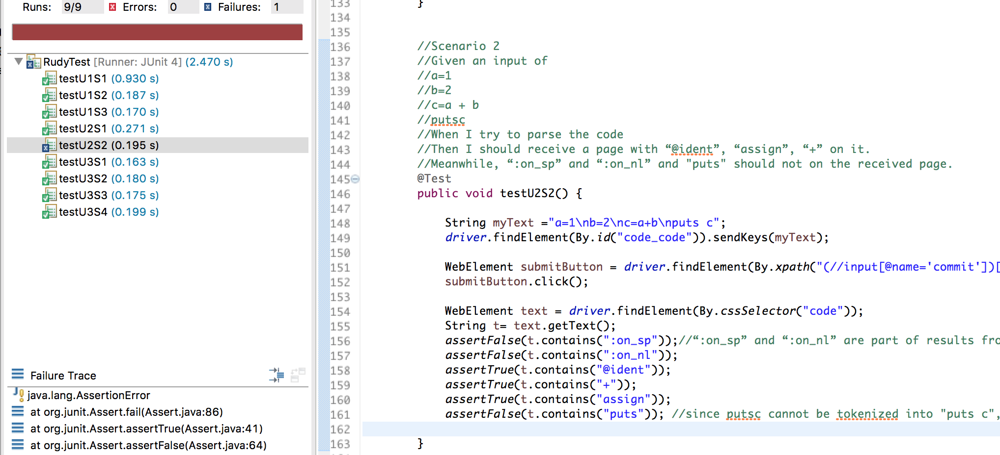 Runs: 9/9 Errors: 0 Failures: 1
RudyTest [Runner: JUnit 4] (2.470 s)
testU1S1 (0.930 s)
testU1S2 (0.187 s)
testU1S3 (0.170 s)
testU2S1 (0.271 s)
testU2S2 (0.195 s)
testU3S1 (0.163 s)
testU3S2 (0.180 s)
testU3S3 (0.175 s)
testU3S4 (0.199 s)
Failure Trace
java.lang.AssertionError
at org.junit.Assert.fail(Assert.java:86)
at org.junit.Assert.assertTrue(Assert.java:41)
at org.junit.Assert.assertFalse(Assert.java:64)
133 }
134
135
136 //Scenario 2
137 //Given an input of
138 //a=1
139 //b=2
140 //c=a + b
141 //putsc
142 //When I try to parse the code
143 //Then I should receive a page with “@ident”, “assign”, “+” on it.
144 //Meanwhile, “:on_sp” and “:on_nl” and "puts" should not on the received page.
145 @Test
146 public void testU2S2() {
147
148 String myText ="a=1\nb=2\nc=a+b\nputs c";
149 driver.findElement(By.id("code_code")).sendKeys(myText);
150
151 WebElement submitButton = driver.findElement(By.xpath("(//input[@name='commit'])[
152 submitButton.click();
153
154 WebElement text = driver.findElement(By.cssSelector("code"));
155 String t= text.getText();
156 assertFalse(t.contains(":on_sp"));//“:on_sp” and “:on_nl” are part of results fro
157 assertFalse(t.contains(":on_nl"));
158 assertTrue(t.contains("@ident"));
159 assertTrue(t.contains("+"));
160 assertTrue(t.contains("assign"));
161 assertFalse(t.contains("puts")); //since putsc cannot be tokenized into "puts c",
162
163 }